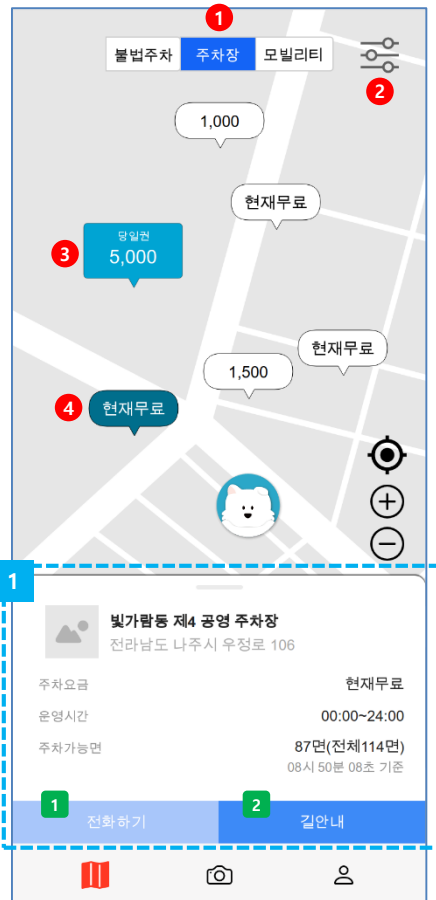 1
불법주차 주차장 모빌리티
2
1,000
현재무료
당일권
3 5,000
현재무료
1,500
4 현재무료
1
빛가람동 제4 공영 주차장
전라남도 나주시 우정로 106
주차요금 현재무료
운영시간 00:00~24:00
주차가능면 87면(전체114면)
08시 50분 08초 기준
1 전화하기 2 길안내